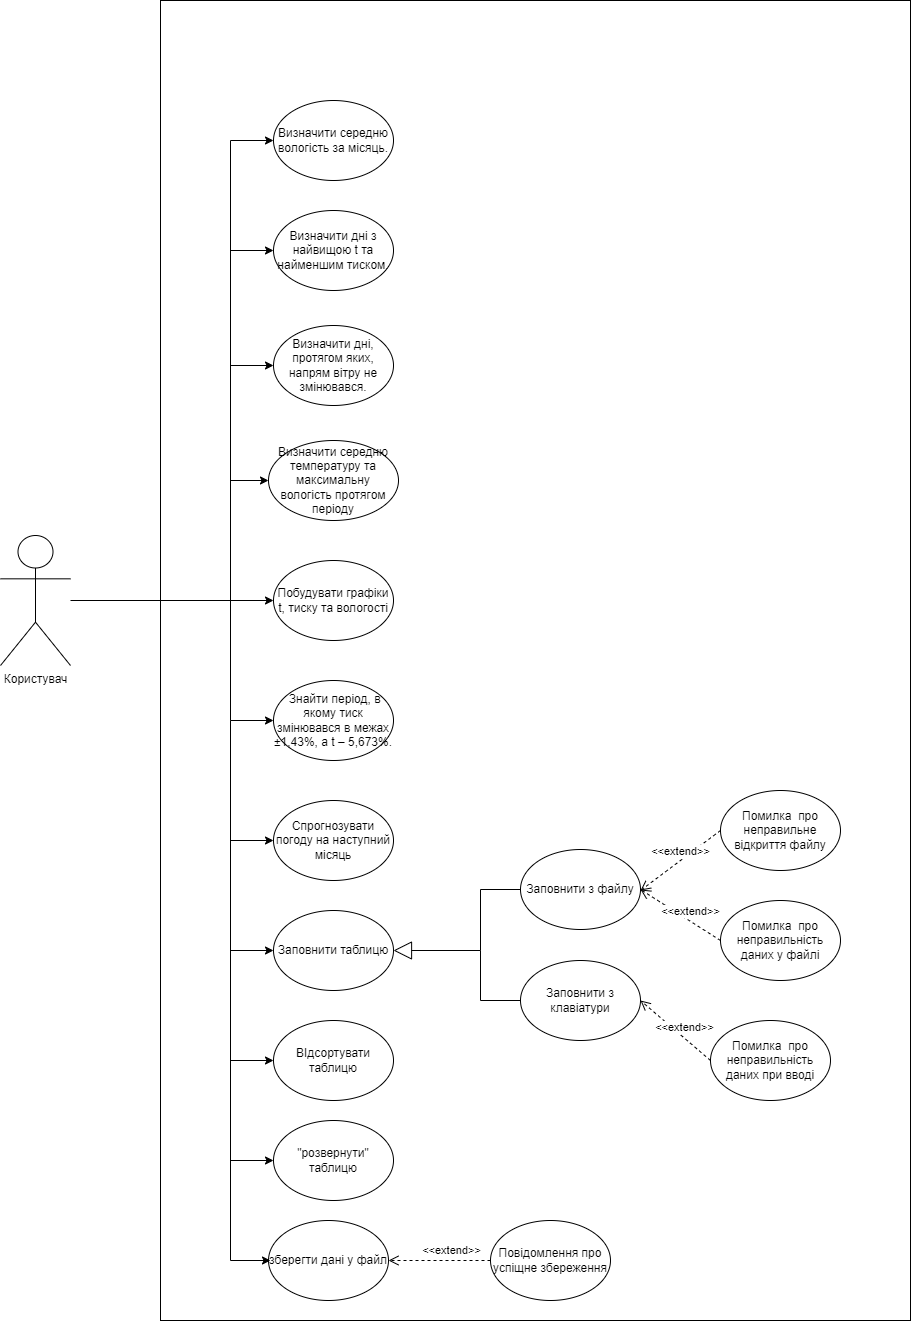 Визначити середню
вологість за місяць.
Визначити дні з
найвищою t та
найменшим тиском.
Визначити дні,
протягом яких,
напрям вітру не
змінювався.
Визначити середню
температуру та
максимальну
вологість протягом
періоду
Користувач
Побудувати графіки
t, тиску та вологості
Знайти період, в
якому тиск
змінювався в межах
±1,43%, а t – 5,673%.
Спрогнозувати
погоду на наступний
місяць
Заповнити таблицю
Заповнити з файлу
<<extend>>
Помилка про
неправильне
відкриття файлу
<<extend>>
Помилка про
неправильність
даних у файлі
Заповнити з
клавіатури
<<extend>>
Помилка про
неправильність
даних при вводі
ВІдсортувати
таблицю
"розвернути"
таблицю
зберегти дані у файл
<<extend>>
Повідомлення про
успіщне збереження